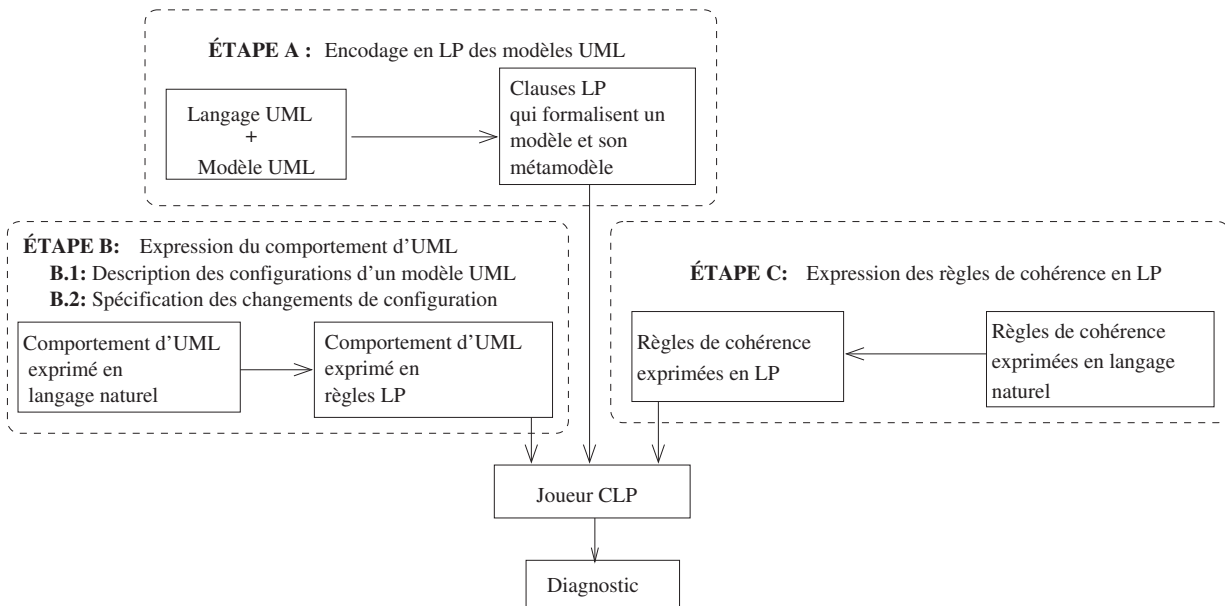 ÉTAPE A : Encodage en LP des modèles UML
Langage UML
+
Modèle UML
Clauses LP
qui formalisent un
modèle et son
métamodèle
ÉTAPE B: Expression du comportement d'UML
B.1: Description des configurations d'un modèle UML
B.2: Spécification des changements de configuration
Comportement d'UML
exprimé en
langage naturel
Comportement d'UML
exprimé en
règles LP
ÉTAPE C: Expression des règles de cohérence en LP
Règles de cohérence
exprimées en LP
Règles de cohérence
exprimées en langage
naturel
Joueur CLP
Diagnostic